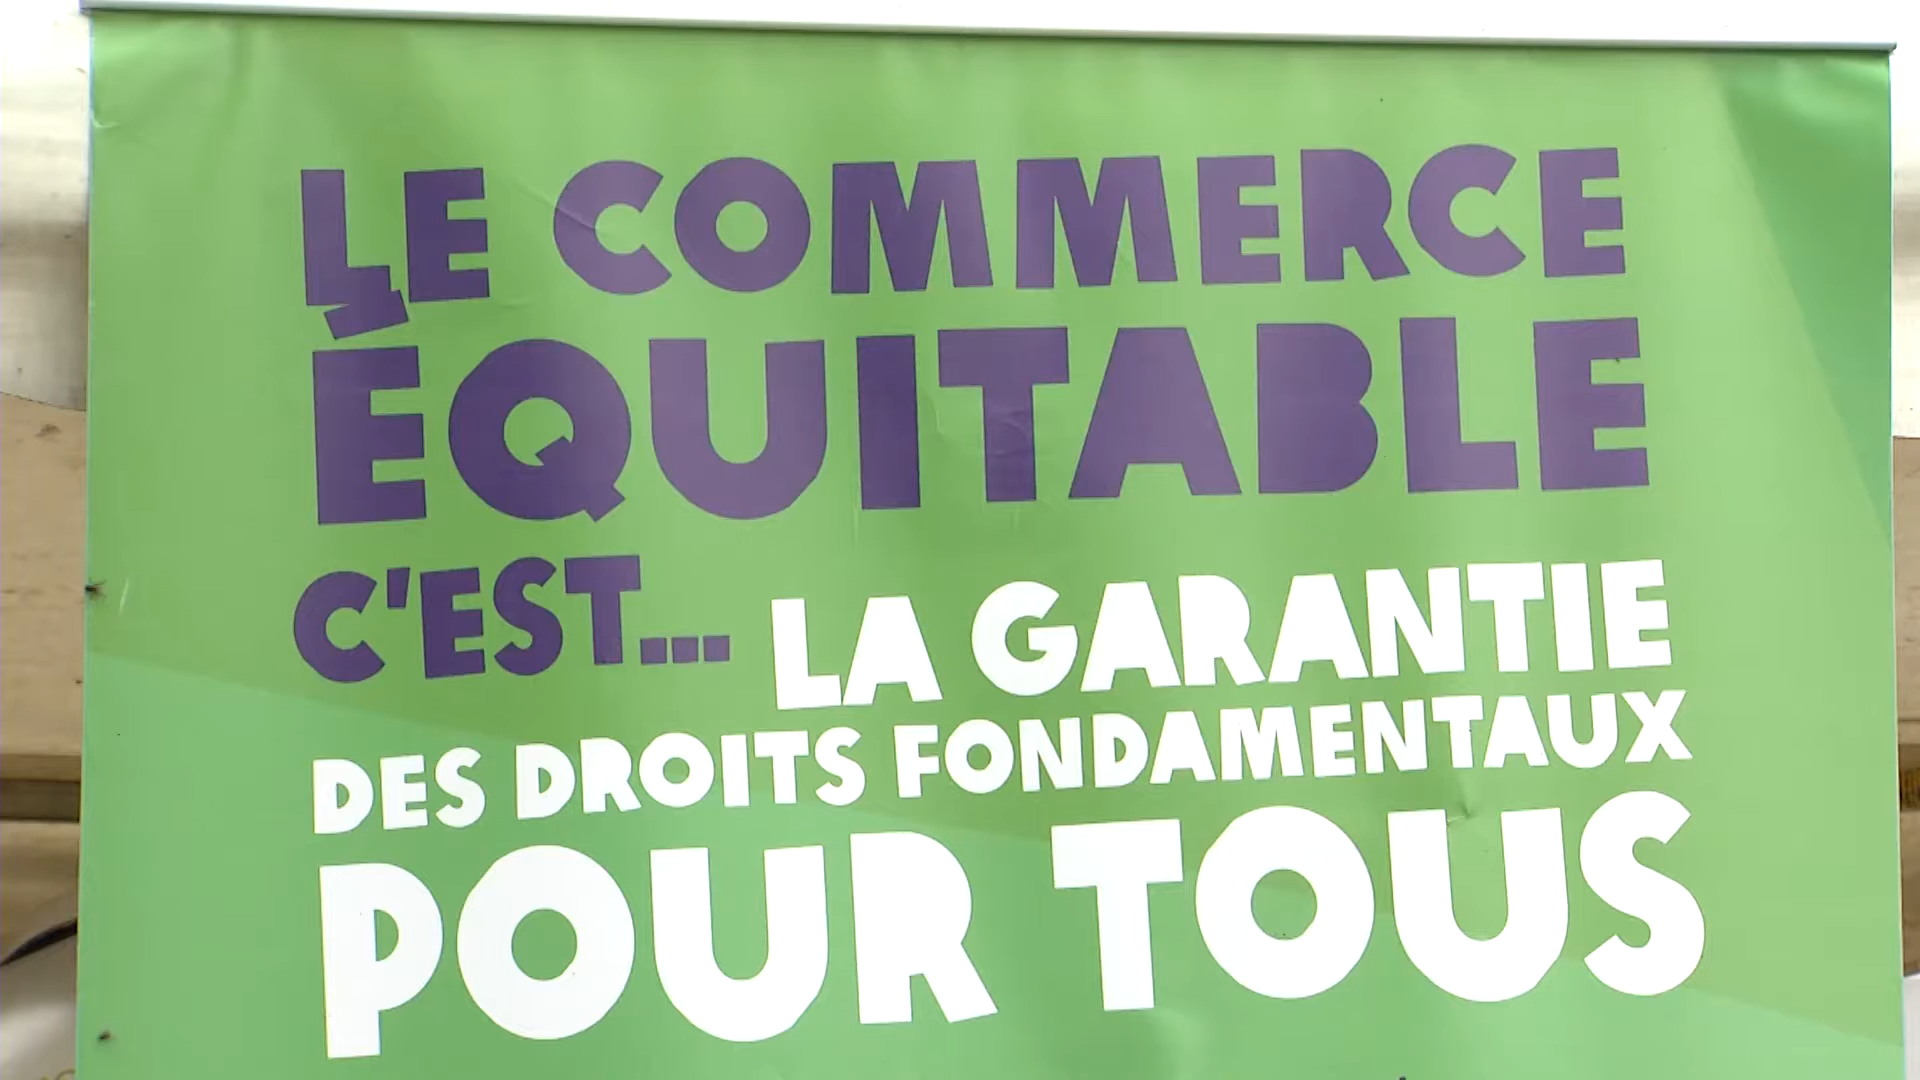 LE COMMERCE
ÉQUITABLE
C'EST... LA GARANTIE
DES DROITS FONDAMENTAUX
POUR TOUS